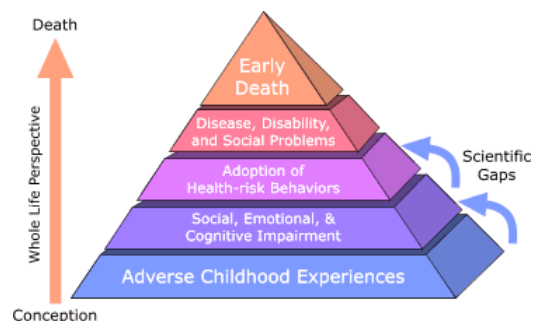 Death
Whole Life Perspective
Conception
Early
Death
Disease, Disability,
and Social Problems
Adoption of
Health-risk Behaviors
Social, Emotional, &
Cognitive Impairment
Adverse Childhood Experiences
Scientific
Gaps